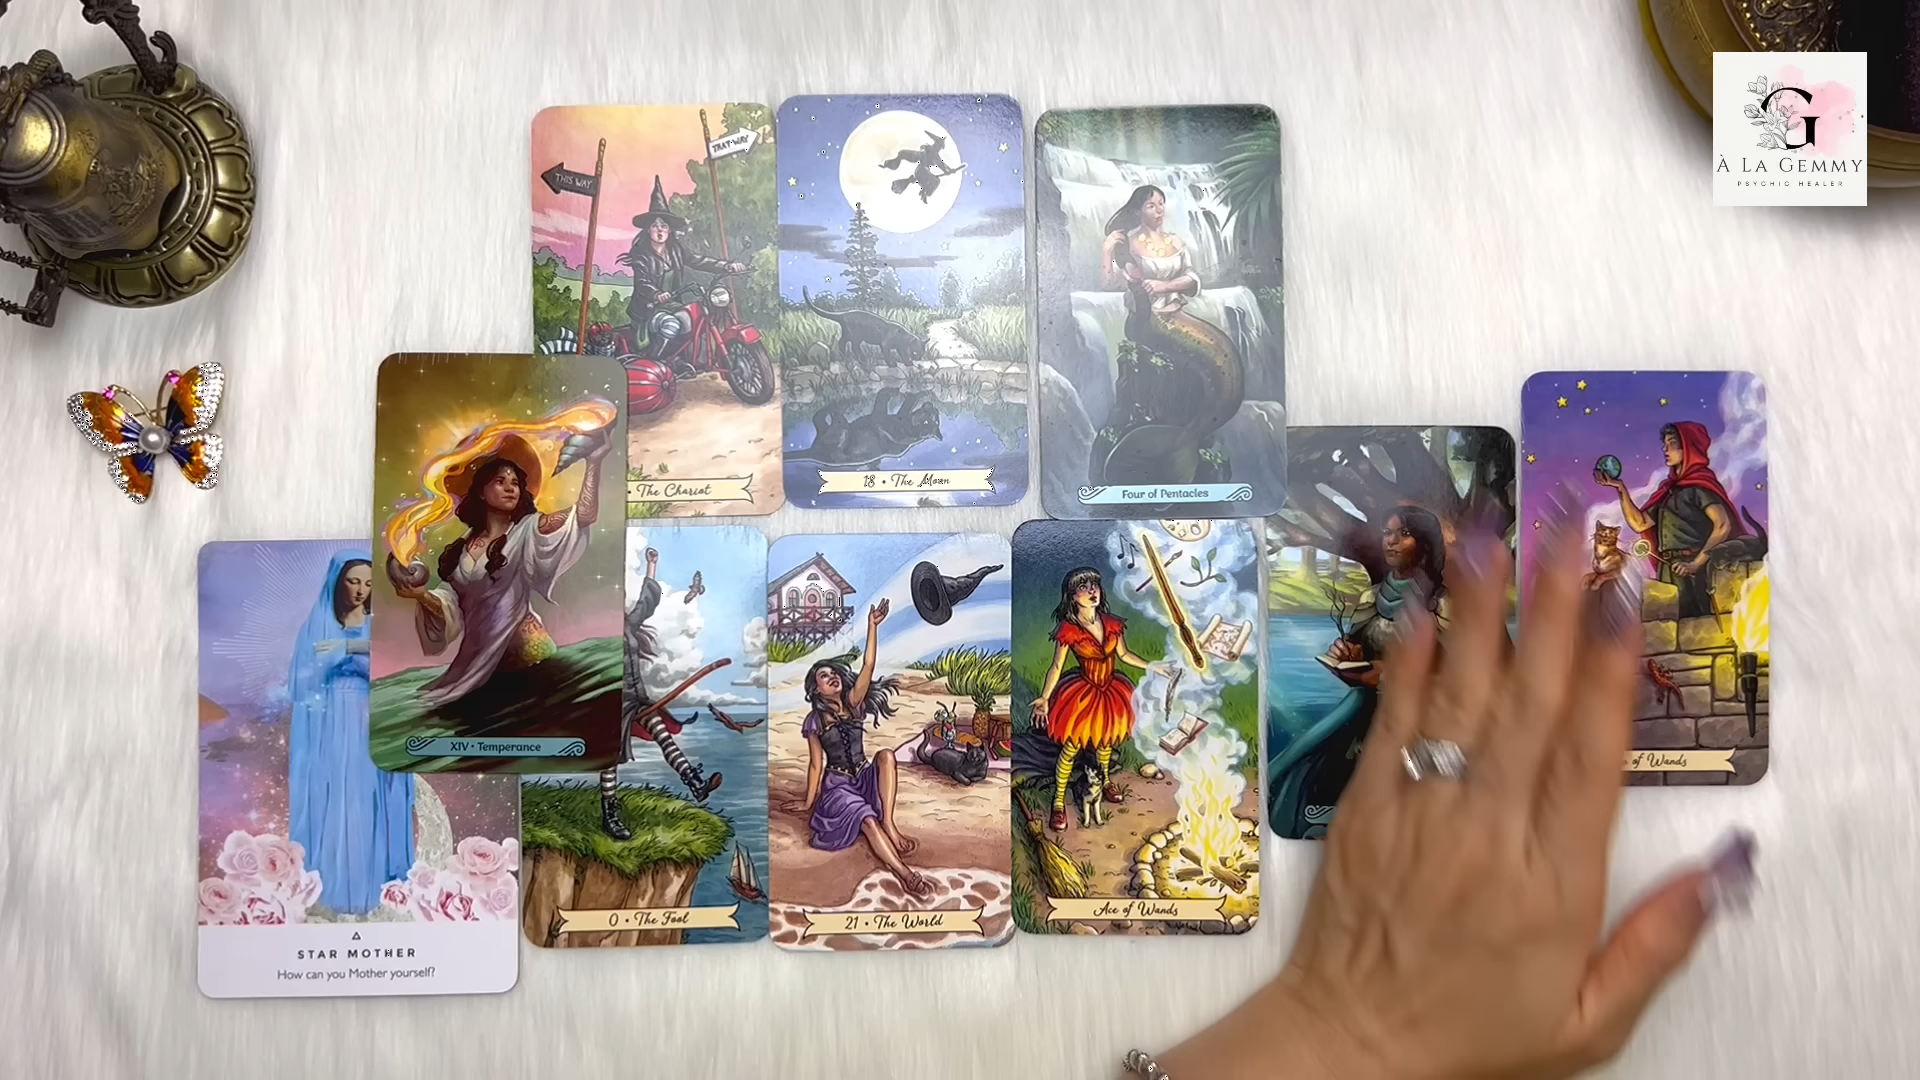 À LA GEMMY
PSYCHIC HEALER
THIS WAY
THAT WAY
The Chariot
18 • The Moon
Four of Pentacles
XIV • Temperance
STAR MOTHER
How can you Mother yourself?
0 • The Fool
21 • The World
Ace of Wands
of Wands